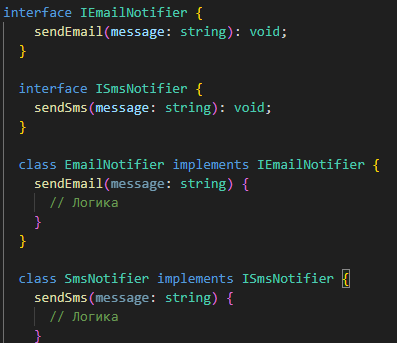 interface IEmailNotifier {
sendEmail(message: string): void;
}
interface ISmsNotifier {
sendSms(message: string): void;
}
class EmailNotifier implements IEmailNotifier {
sendEmail(message: string) {
// Логика
}
}
class SmsNotifier implements ISmsNotifier {
sendSms(message: string) {
// Логика
}